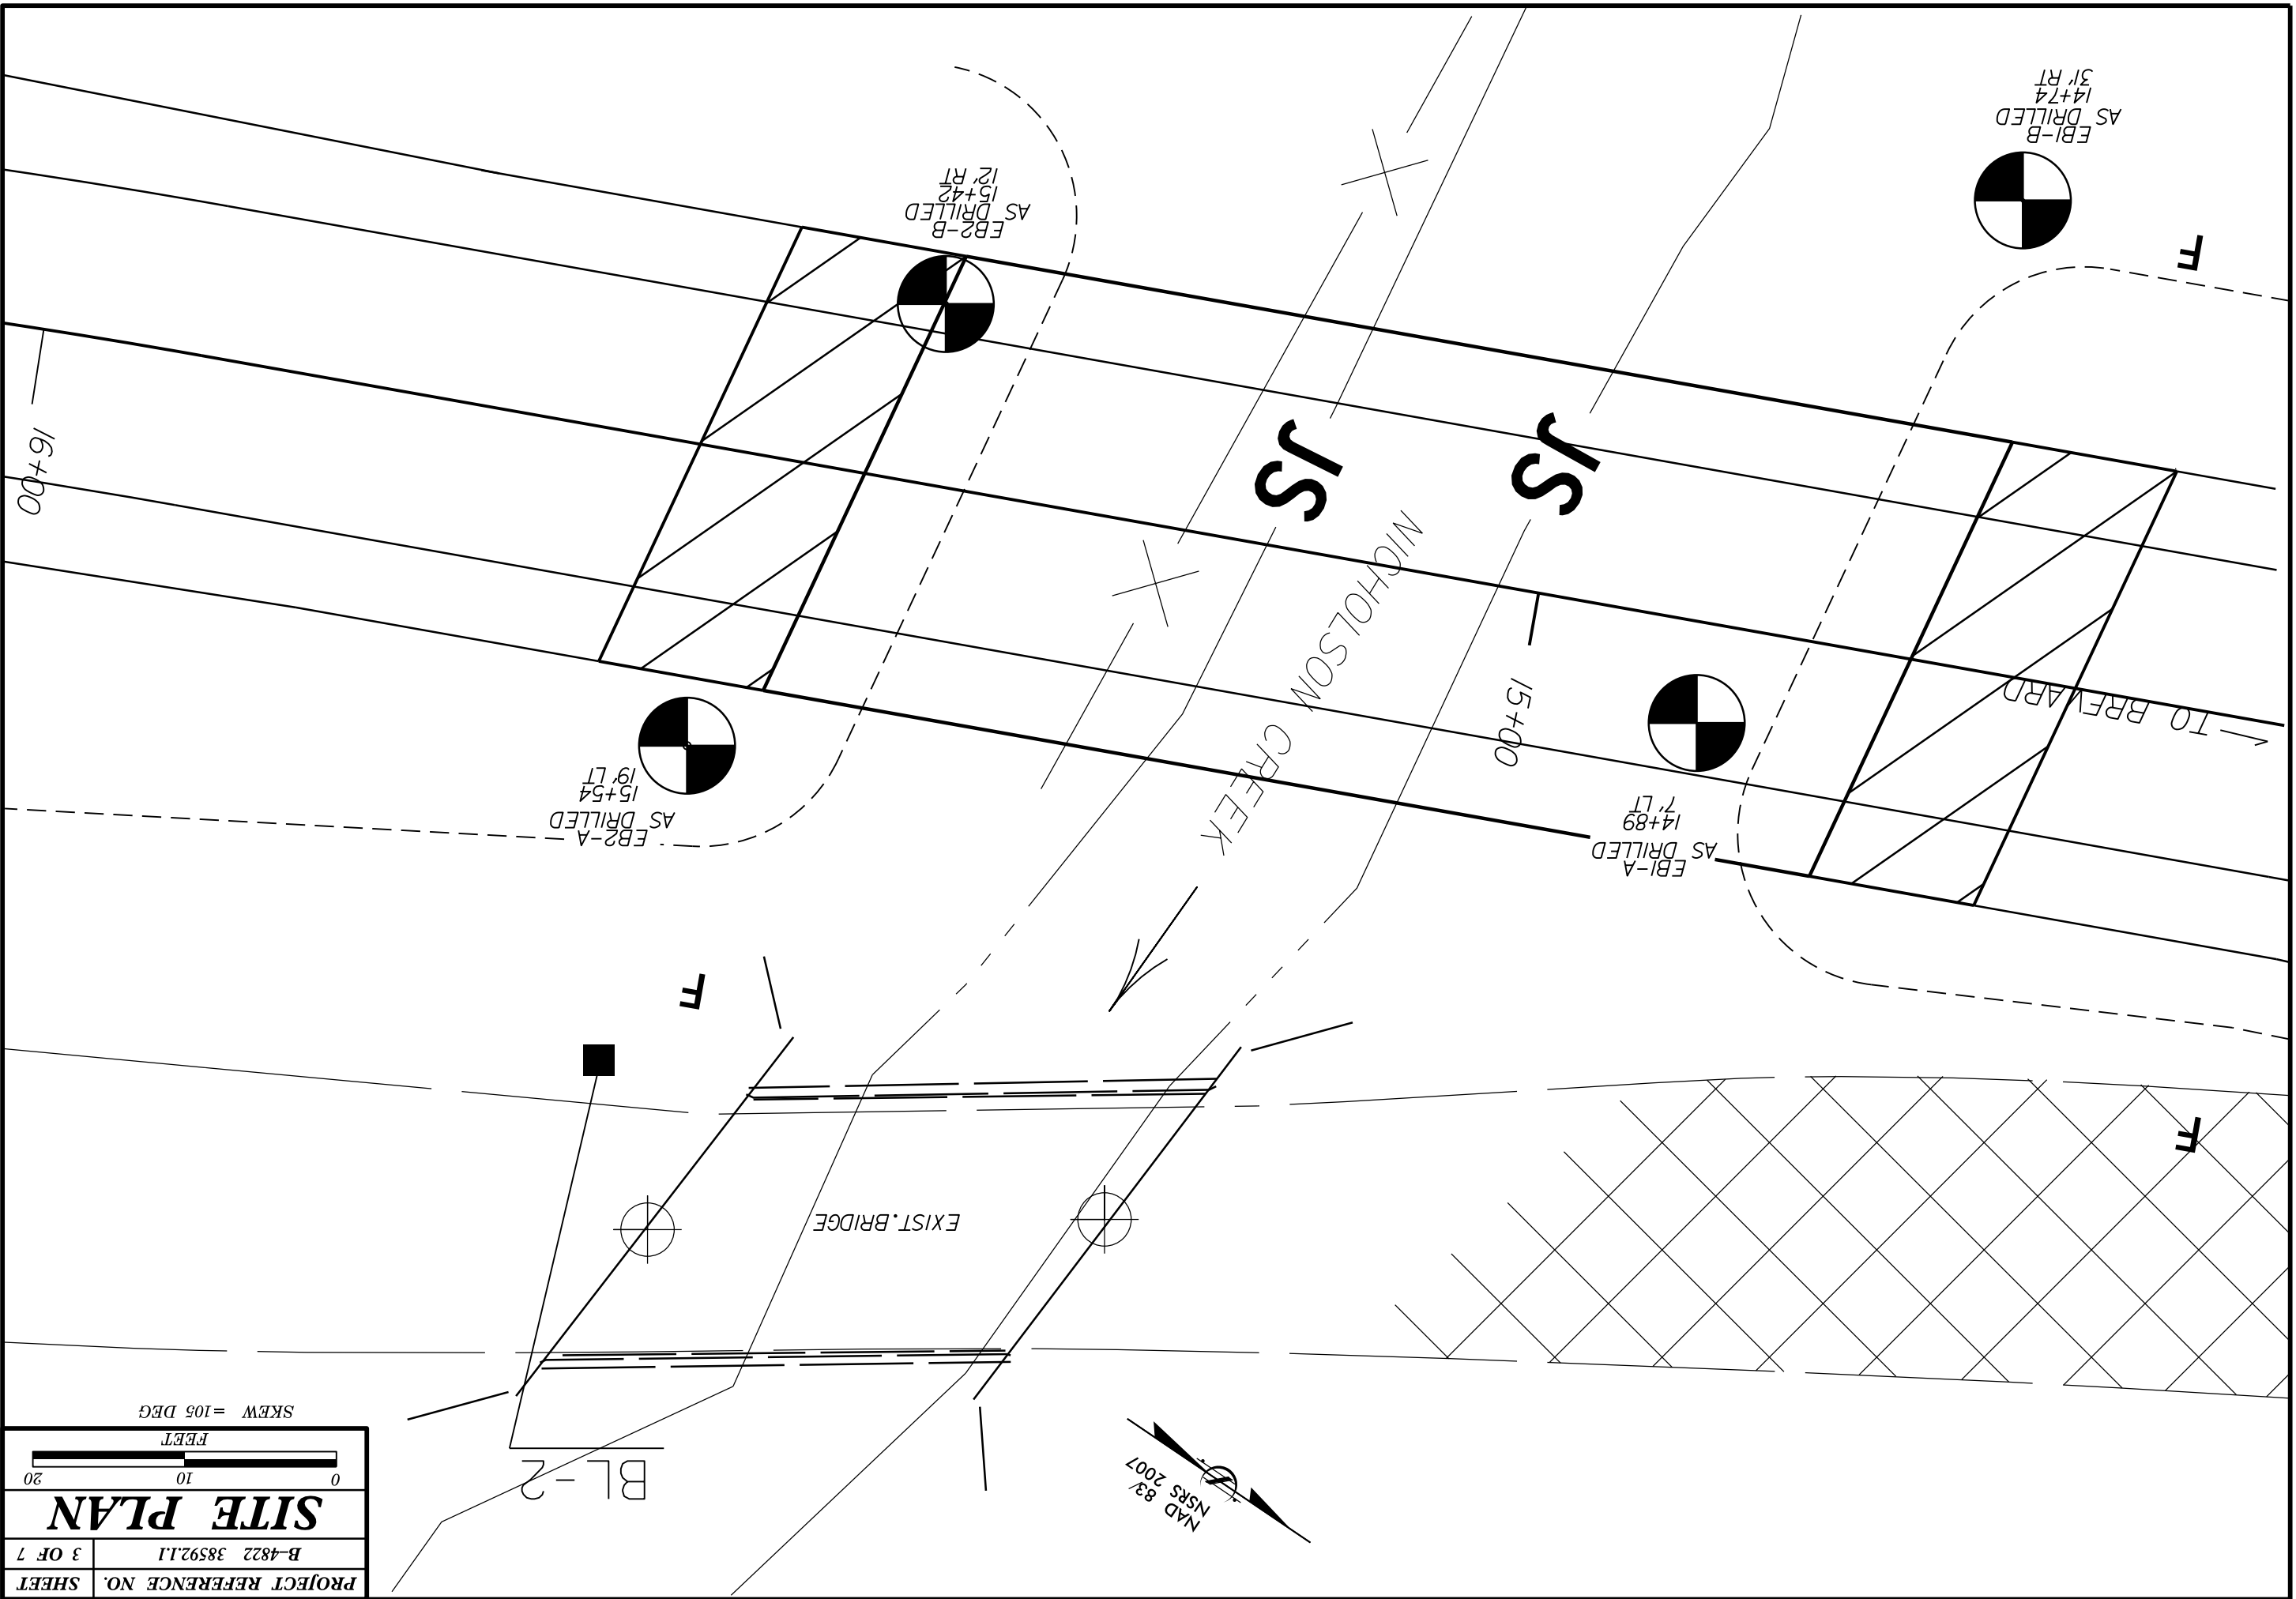 PROJECT REFERENCE NO.
SHEET
B-4822 38592.1.1
3 OF 7
SITE PLAN
0
10
20
FEET
SKEW =105 DEG
NAD 83/
NSRS 2007
BL-2
EXIST. BRIDGE
F
F
EB1-A
AS DRILLED
14+89
7' LT
EB2-A
AS DRILLED
15+54
19' LT
TO BREVARD
15+00
NICHOLSON CREEK
JS
JS
16+00
F
EB2-B
AS DRILLED
15+42
12' RT
EB1-B
AS DRILLED
14+74
31' RT